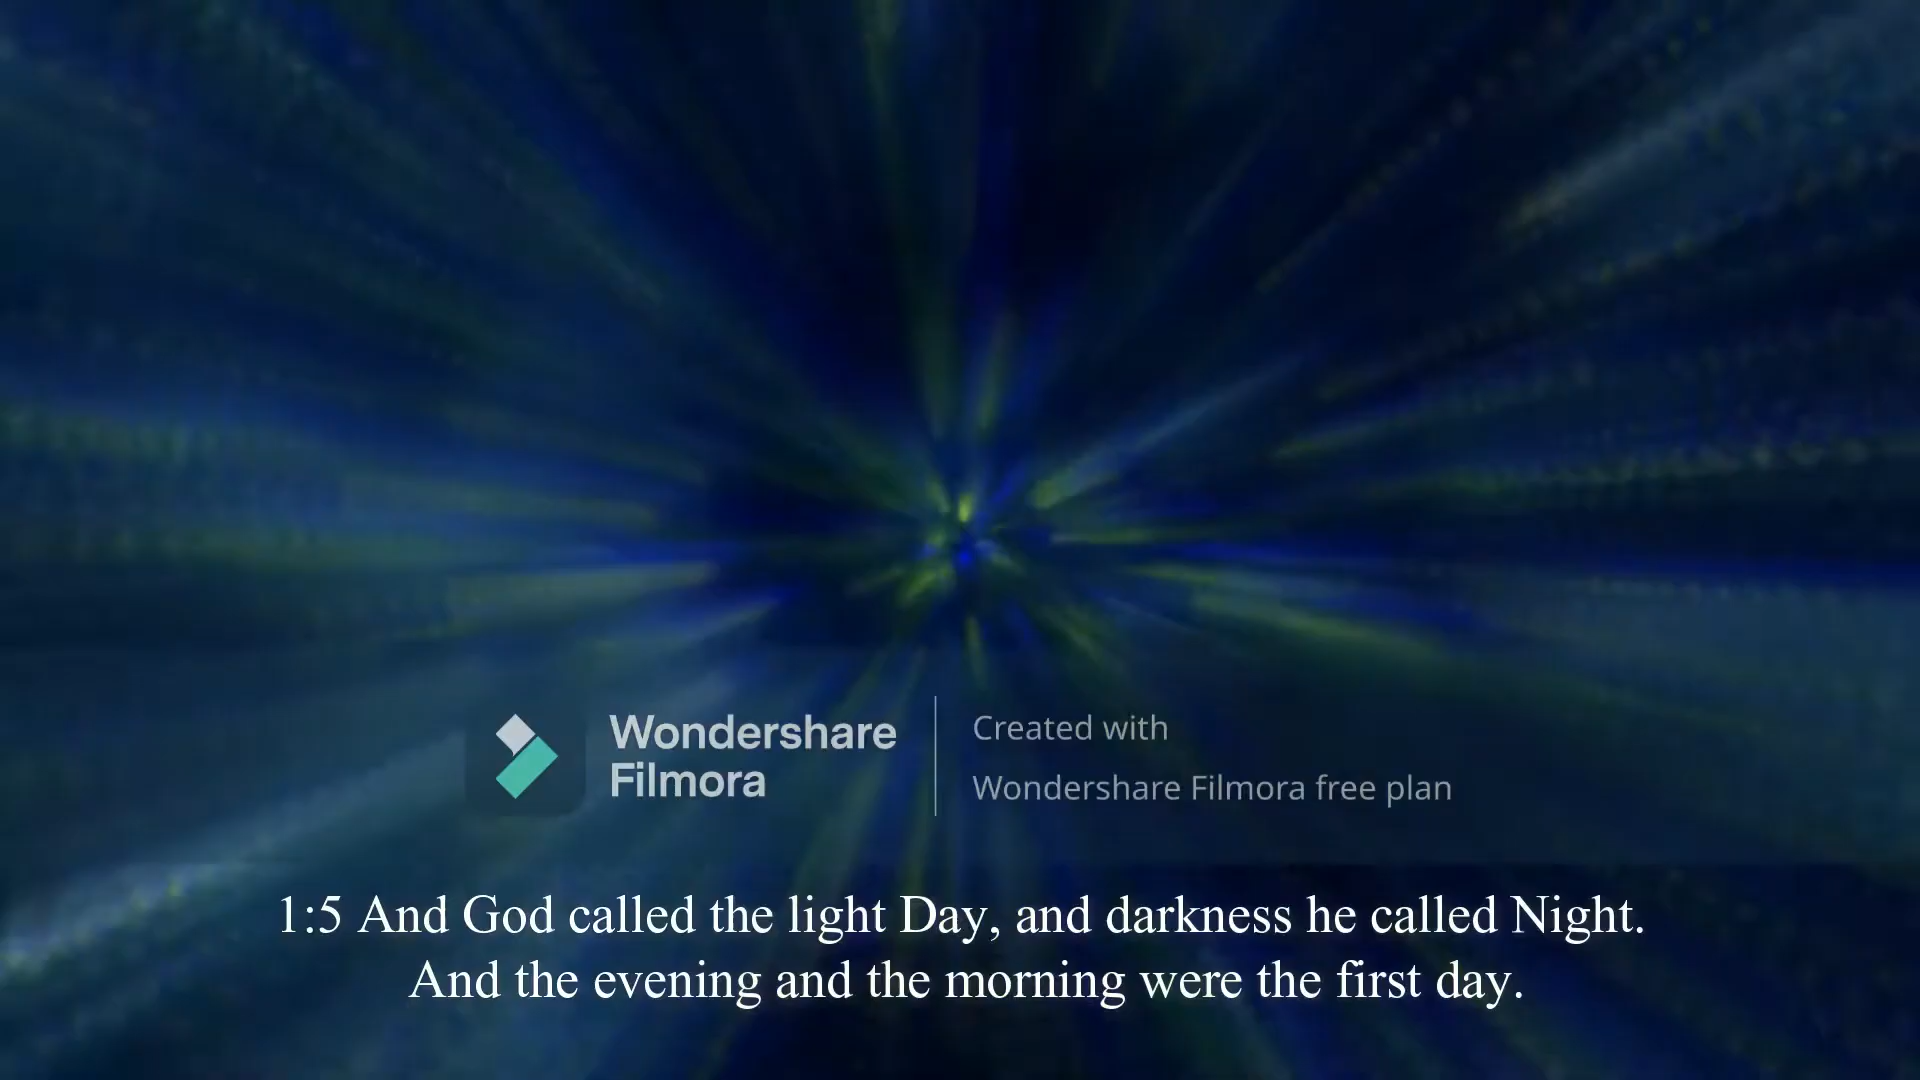 Wondershare
Filmora
Created with
Wondershare Filmora free plan
1:5 And God called the light Day, and darkness he called Night.
And the evening and the morning were the first day.